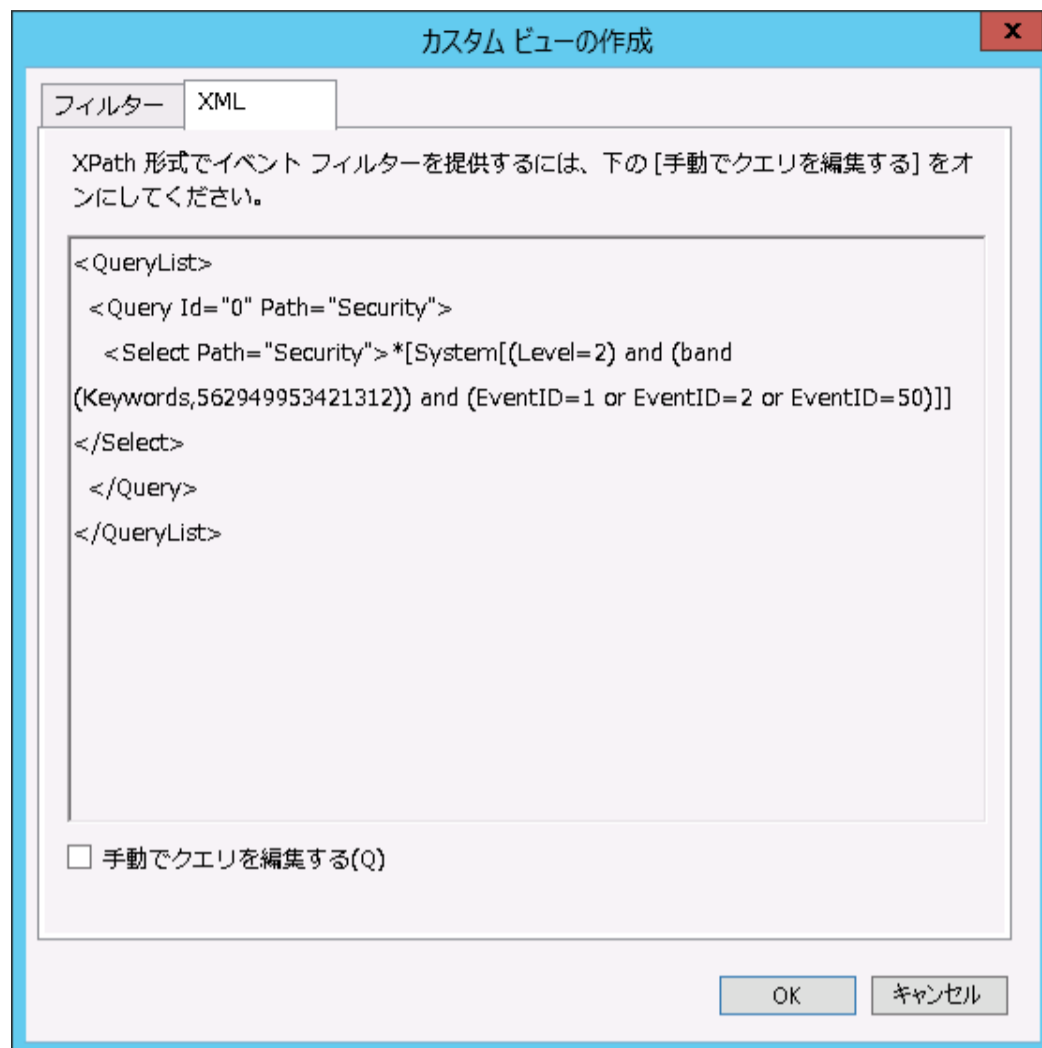 カスタム ビューの作成
x
フィルター
XML
XPath 形式でイベント フィルターを提供するには、下の [手動でクエリを編集する] をオ
ンにしてください。
<QueryList>
<Query Id="0" Path="Security">
<Select Path="Security">*[System[(Level=2) and (band
(Keywords,562949953421312)) and (EventID=1 or EventID=2 or EventID=50)]]
</Select>
</Query>
</QueryList>
手動でクエリを編集する(Q)
OK
キャンセル